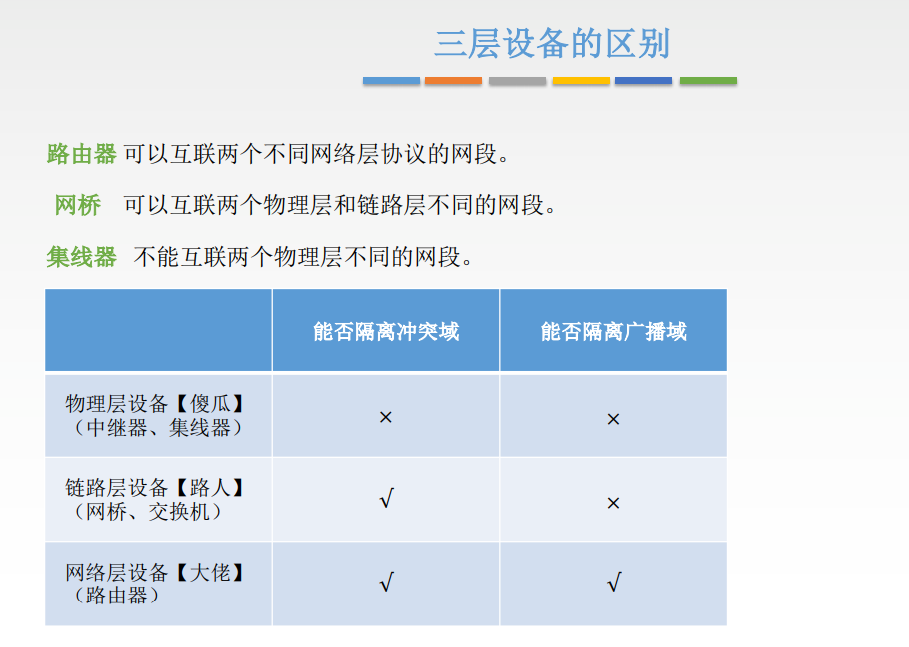 三层设备的区别
路由器 可以互联两个不同网络层协议的网段。
网桥 可以互联两个物理层和链路层不同的网段。
集线器 不能互联两个物理层不同的网段。
能否隔离冲突域 能否隔离广播域
物理层设备【傻瓜】
（中继器、集线器） × ×
链路层设备【路人】
（网桥、交换机） √ ×
网络层设备【大佬】
（路由器） √ √